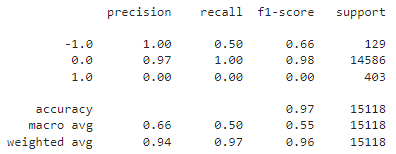 precision recall f1-score support
-1.0 1.00 0.50 0.66 129
0.0 0.97 1.00 0.98 14586
1.0 0.00 0.00 0.00 403
accuracy 0.97 15118
macro avg 0.66 0.50 0.55 15118
weighted avg 0.94 0.97 0.96 15118